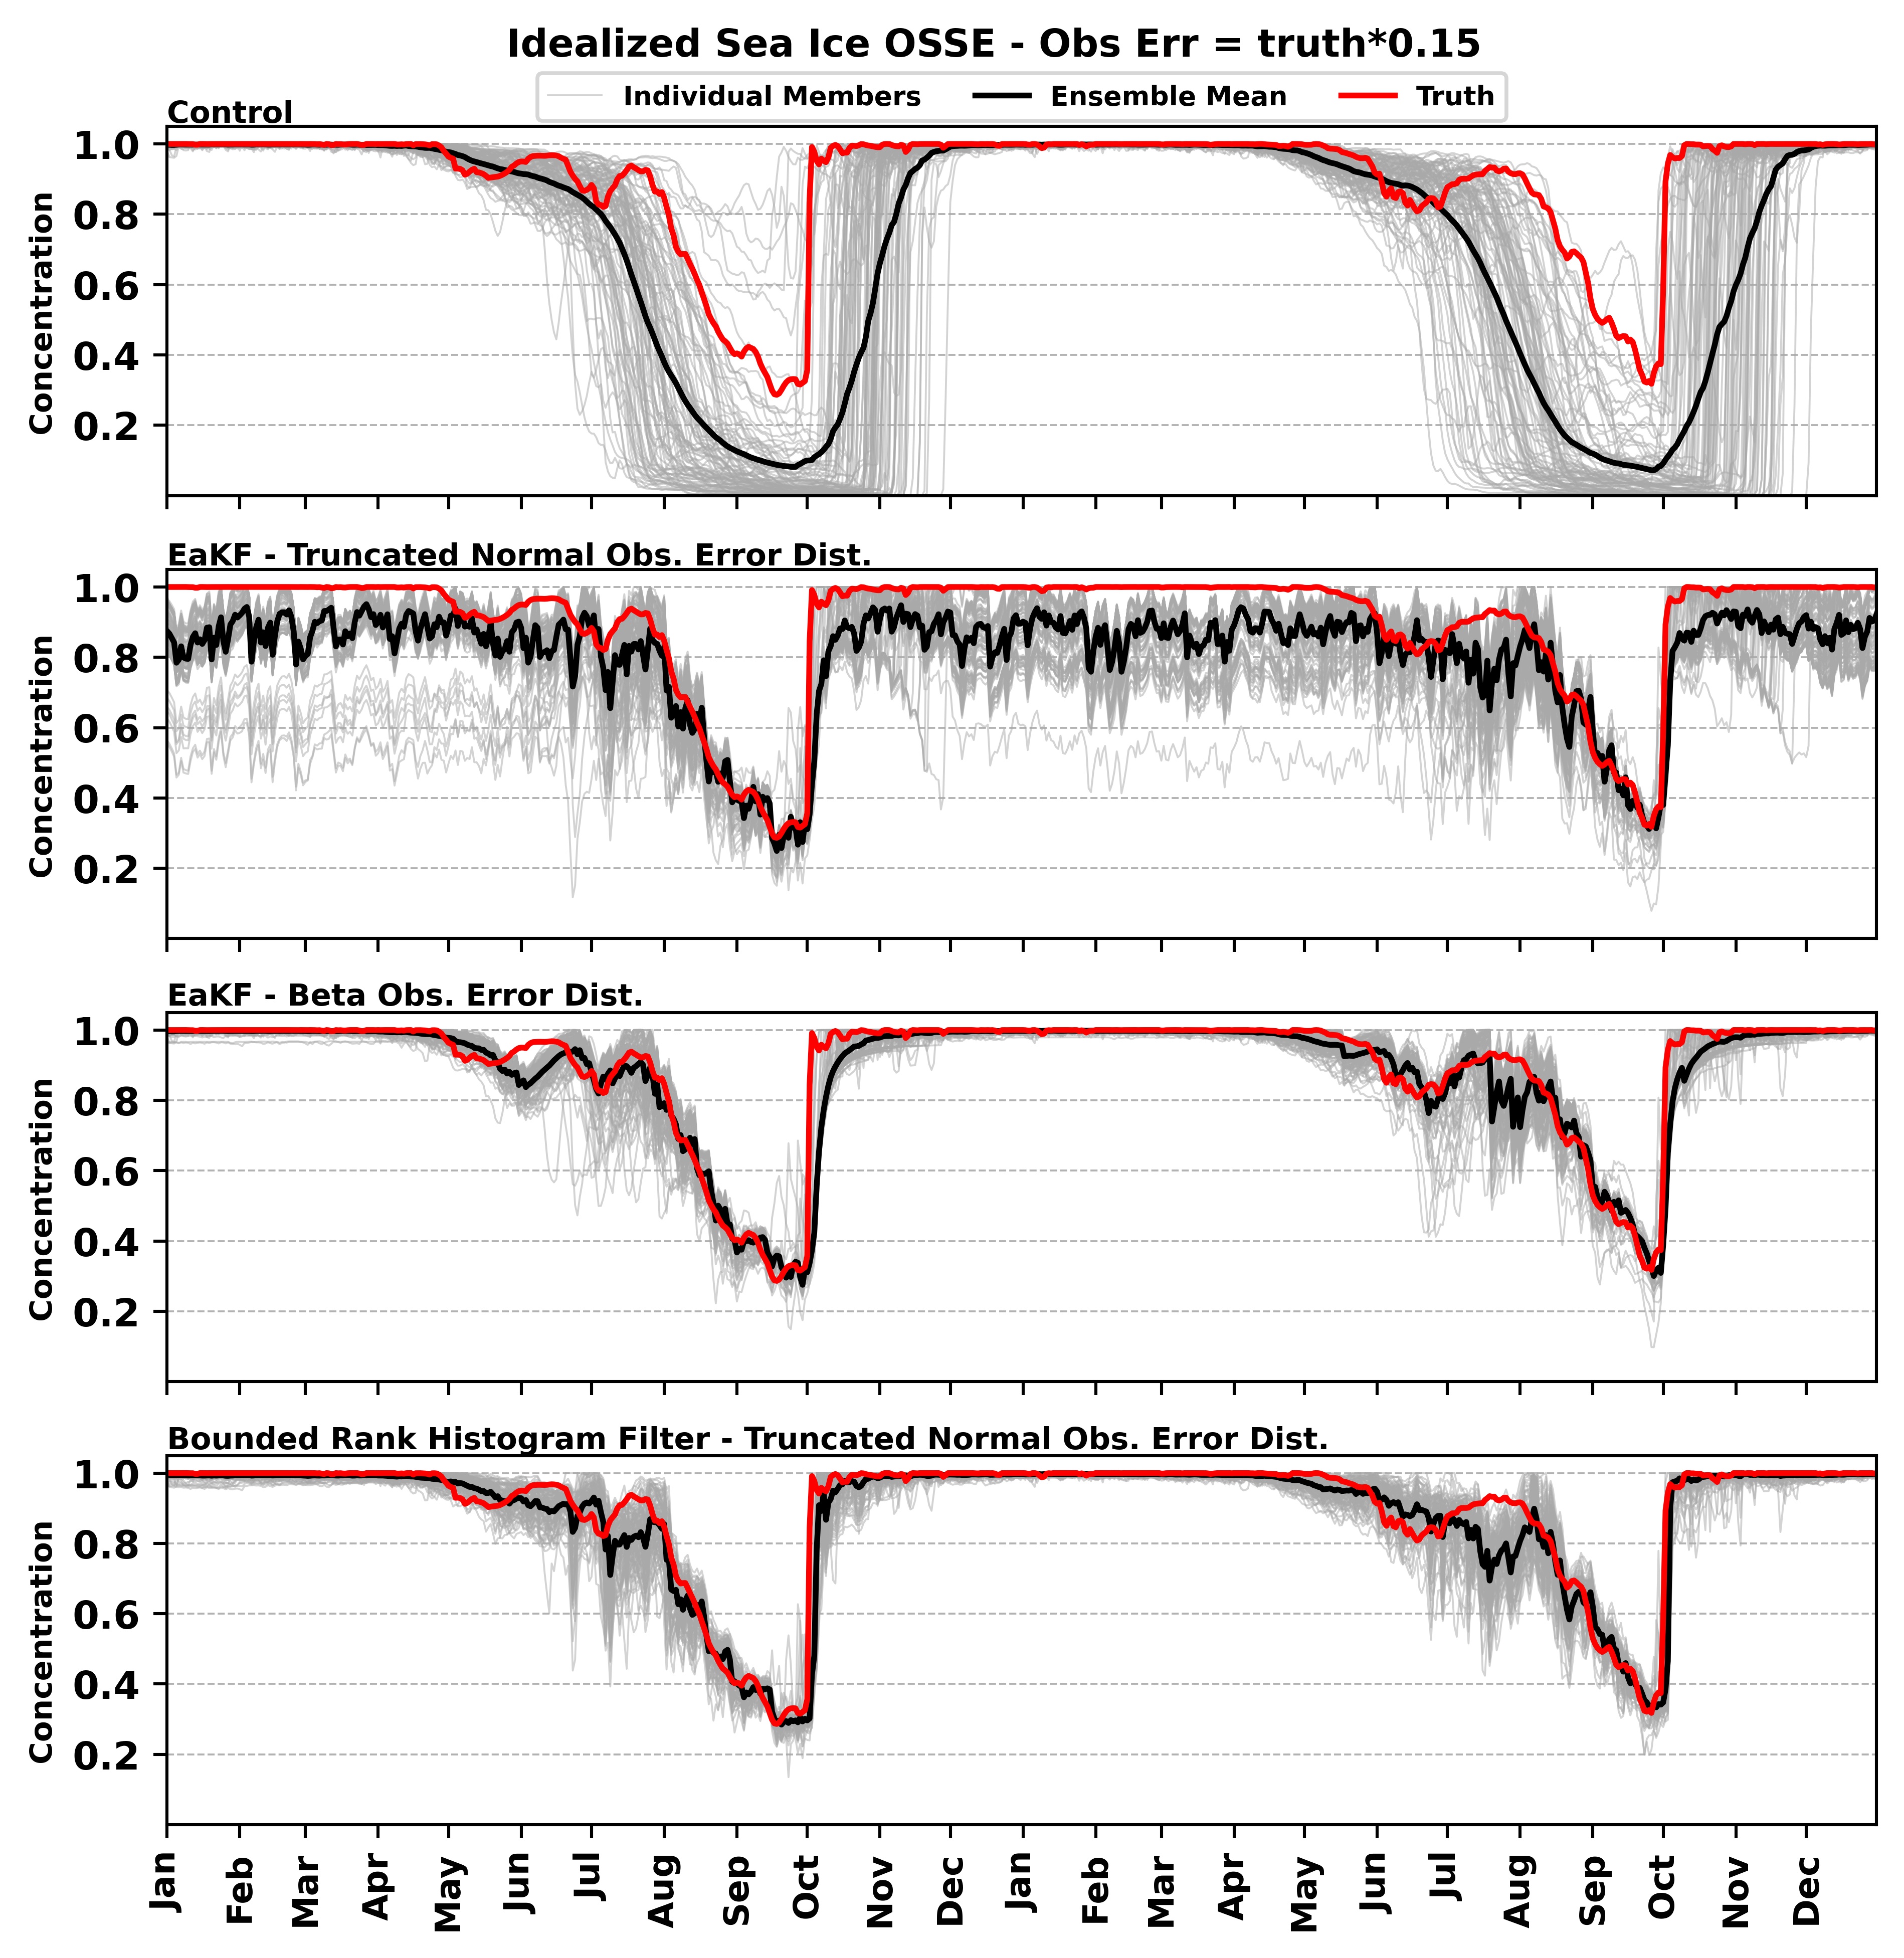 Idealized Sea Ice OSSE - Obs Err = truth*0.15
Individual Members Ensemble Mean Truth
Control
Concentration
1.0
0.8
0.6
0.4
0.2
EaKF - Truncated Normal Obs. Error Dist.
Concentration
1.0
0.8
0.6
0.4
0.2
EaKF - Beta Obs. Error Dist.
Concentration
1.0
0.8
0.6
0.4
0.2
Bounded Rank Histogram Filter - Truncated Normal Obs. Error Dist.
Concentration
1.0
0.8
0.6
0.4
0.2
Jan Feb Mar Apr May Jun Jul Aug Sep Oct Nov Dec Jan Feb Mar Apr May Jun Jul Aug Sep Oct Nov Dec